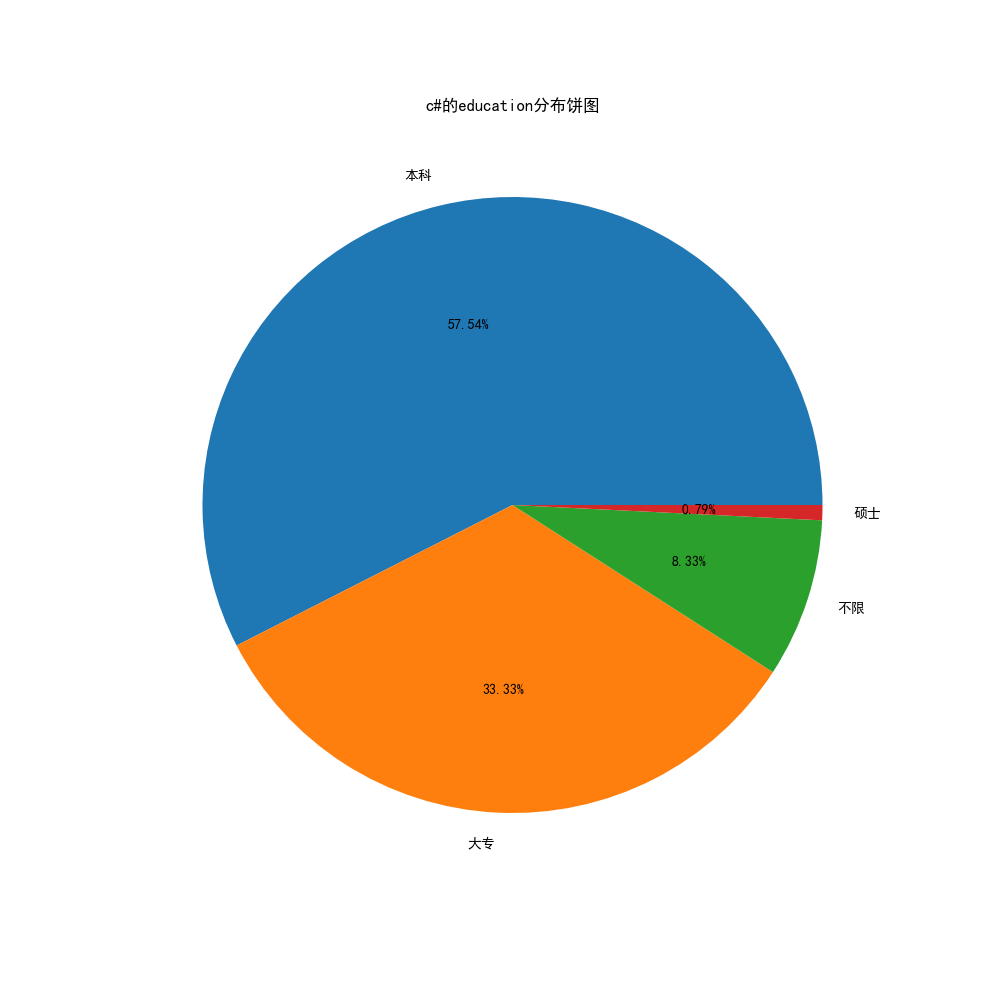 c#的education分布饼图
本科
57.54%
0.79%
硕士
8.33%
不限
33.33%
大专